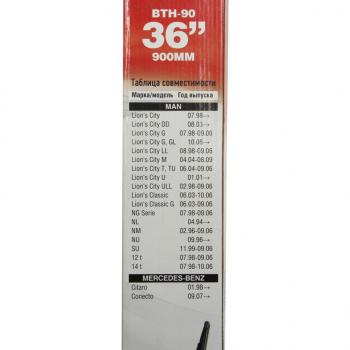 BTH-90
36”
900ММ
Таблица совместимости
Марка/модель Год выпуска
MAN
Lion's City 07.98→
Lion's City DD 08.03→
Lion's City G 07.98-09.06
Lion's City G, GL 10.05→
Lion's City LL 08.98-09.06
Lion's City M 04.04-08.09
Lion's City T, TU 06.04-09.06
Lion's City U 01.01→
Lion's City ULL 02.98-09.06
Lion's Classic 06.03-09.06
Lion's Classic G 06.03-09.06
NG Serie 07.98-09.06
NL 04.94→
NM 02.96-09.06
NU 09.96→
SU 11.99-09.06
12 t 07.98-09.06
14 t 07.98-10.06
MERCEDES-BENZ
Citaro 01.98→
Conecto 09.07→